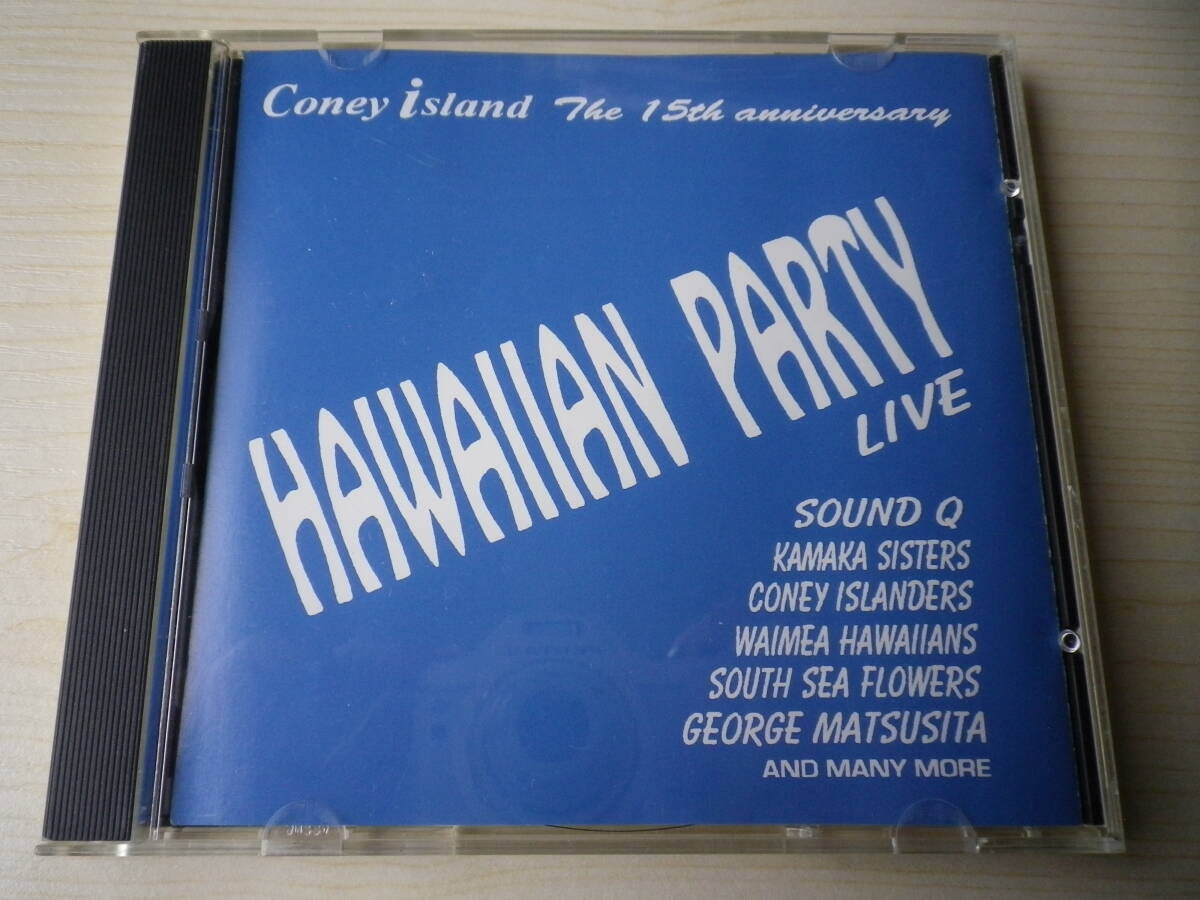 Coney island The 15th anniversary
HAWAIIAN PARTY
LIVE
SOUND Q
KAMAKA SISTERS
CONEY ISLANDERS
WAIMEA HAWAIIANS
SOUTH SEA FLOWERS
GEORGE MATSUSITA
AND MANY MORE